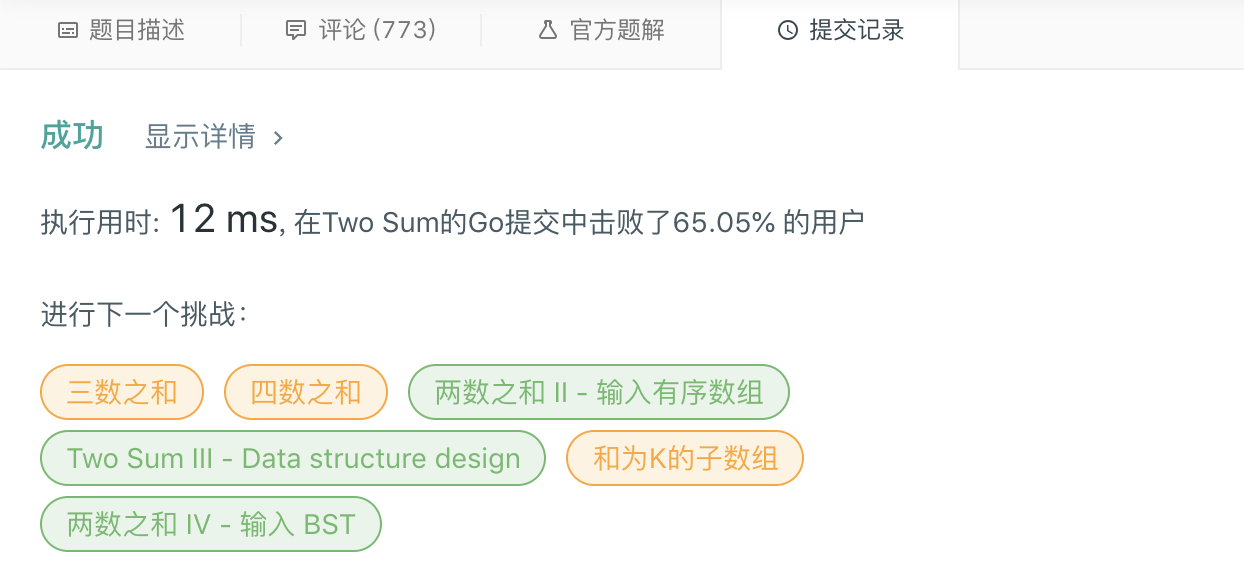 题目描述 评论 (773) 官方题解 提交记录
成功 显示详情 >
执行用时: 12 ms, 在Two Sum的Go提交中击败了65.05% 的用户
进行下一个挑战：
三数之和 四数之和 两数之和 II - 输入有序数组
Two Sum III - Data structure design 和为K的子数组
两数之和 IV - 输入 BST